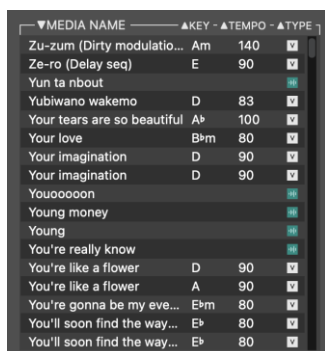 ▼MEDIA NAME ▲KEY - ▲TEMPO - ▲TYPE
Zu-zum (Dirty modulatio... Am 140 V
Ze-ro (Delay seq) E 90 V
Yun ta nbout
Yubiwano wakemo D 83 V
Your tears are so beautiful A♭ 100 V
Your love B♭m 80 V
Your imagination D 90 V
Your imagination D 90 V
Youooooon
Young money
Young
You're really know
You're like a flower D 90 V
You're like a flower A 90 V
You're gonna be my eve... E♭m 80 V
You'll soon find the way... E♭ 80 V
You'll soon find the way... E♭ 80 V